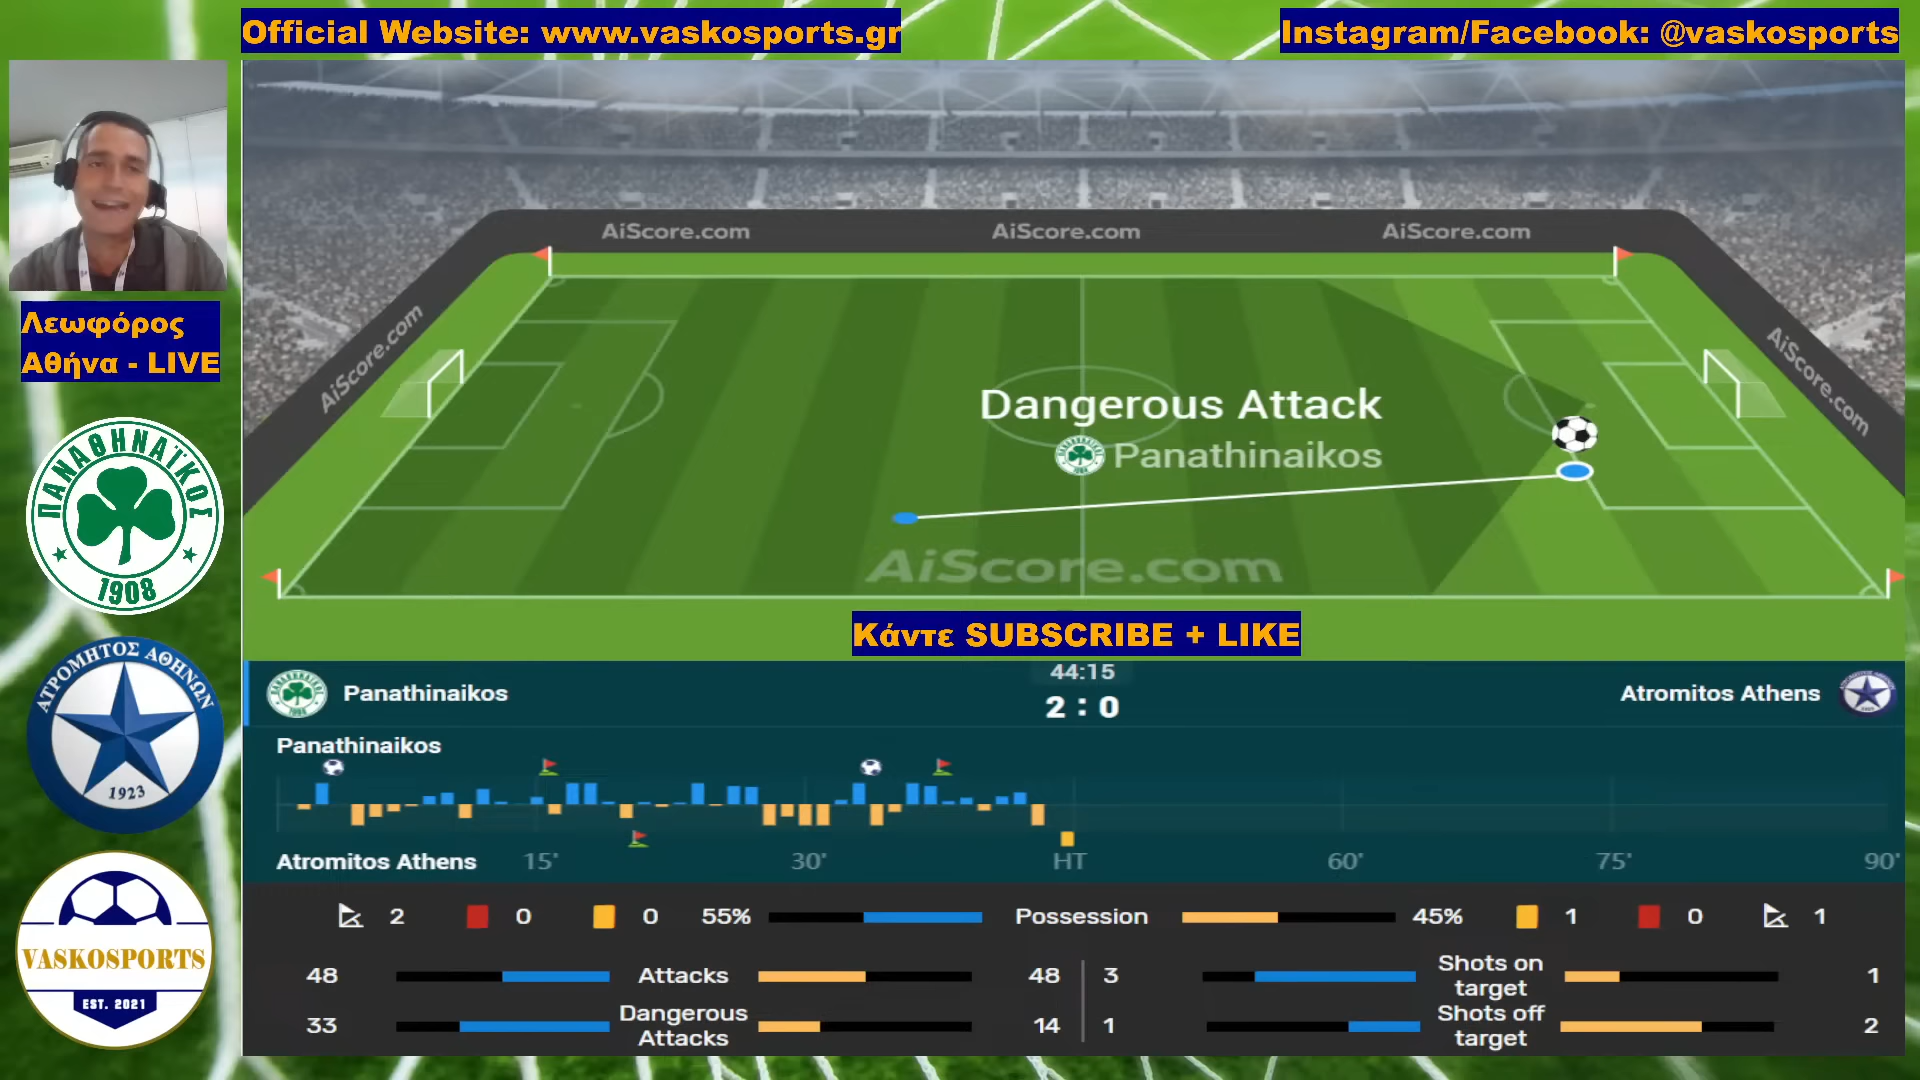 Official Website: www.vaskosports.gr
Instagram/Facebook: @vaskosports
Λεωφόρος
Αθήνα - LIVE
ΠΑΝΑΘΗΝΑΪΚΟΣ
1908
ΑΤΡΟΜΗΤΟΣ ΑΘΗΝΩΝ
1923
VASKOSPORTS
EST. 2021
AiScore.com
AiScore.com
AiScore.com
AiScore.com
AiScore.com
Dangerous Attack
Panathinaikos
AiScore.com
Κάντε SUBSCRIBE + LIKE
44:15
Panathinaikos
2 : 0
Atromitos Athens
Panathinaikos
Atromitos Athens
15'
30'
HT
60'
75'
90'
2
0
0
55%
Possession
45%
1
0
1
48
Attacks
48
3
Shots on
target
1
33
Dangerous
Attacks
14
1
Shots off
target
2